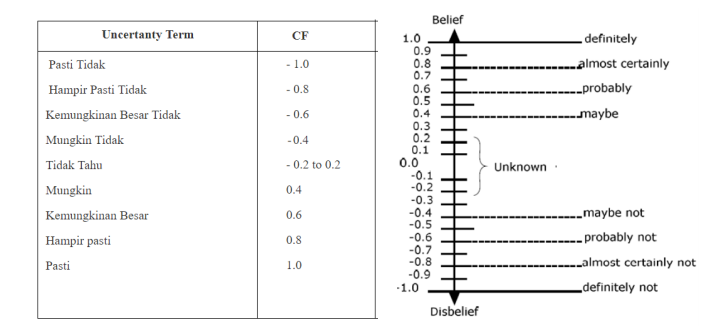 Uncertanty Term CF
Pasti Tidak - 1.0
Hampir Pasti Tidak - 0.8
Kemungkinan Besar Tidak - 0.6
Mungkin Tidak -0.4
Tidak Tahu - 0.2 to 0.2
Mungkin 0.4
Kemungkinan Besar 0.6
Hampir pasti 0.8
Pasti 1.0
Belief
1.0 definitely
0.9
0.8 almost certainly
0.7
0.6 probably
0.5
0.4 maybe
0.3
0.2
0.1
0.0 Unknown
-0.1
-0.2
-0.3
-0.4 maybe not
-0.5
-0.6 probably not
-0.7
-0.8 almost certainly not
-0.9
-1.0 definitely not
Disbelief